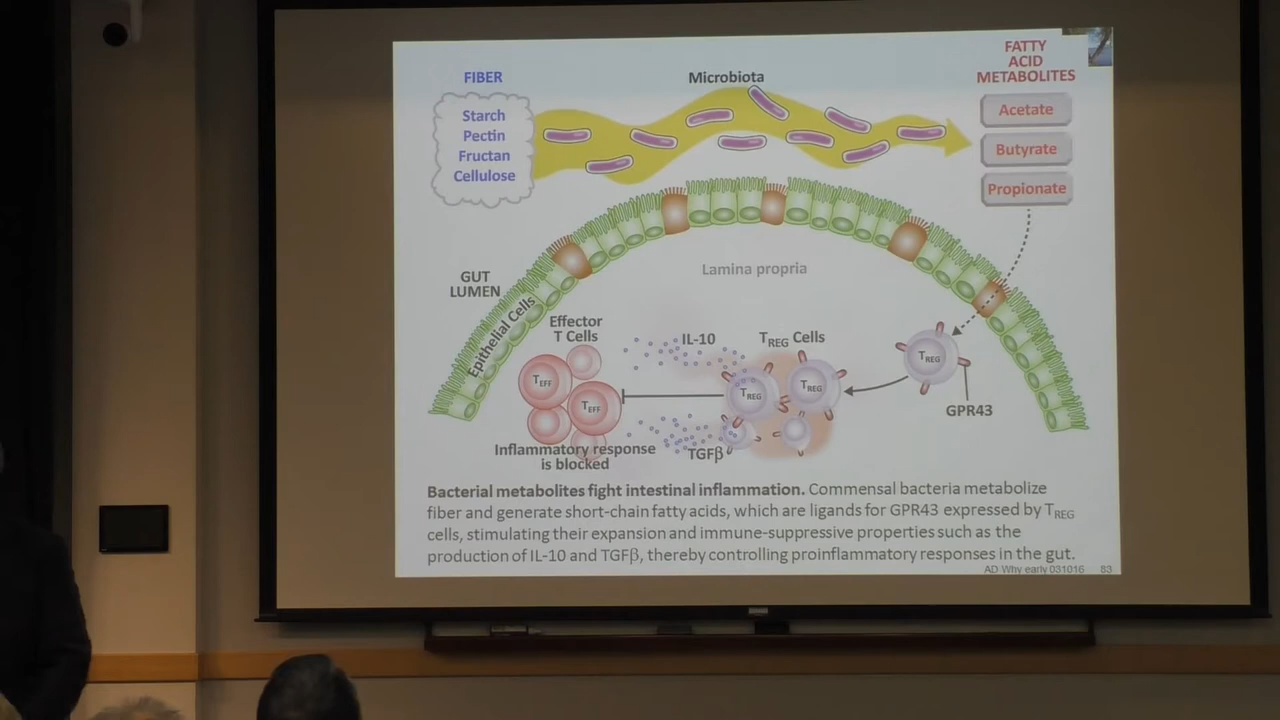 FIBER
Starch
Pectin
Fructan
Cellulose
Microbiota
FATTY
ACID
METABOLITES
Acetate
Butyrate
Propionate
Lamina propria
GUT
LUMEN
Epithelial Cells
Effector
T Cells
TEFF
TEFF
Inflammatory response
is blocked
IL-10
TGFβ
TREG Cells
TREG
TREG
TREG
GPR43
Bacterial metabolites fight intestinal inflammation. Commensal bacteria metabolize
fiber and generate short-chain fatty acids, which are ligands for GPR43 expressed by TREG
cells, stimulating their expansion and immune-suppressive properties such as the
production of IL-10 and TGFβ, thereby controlling proinflammatory responses in the gut.
AD Why early 031016 83